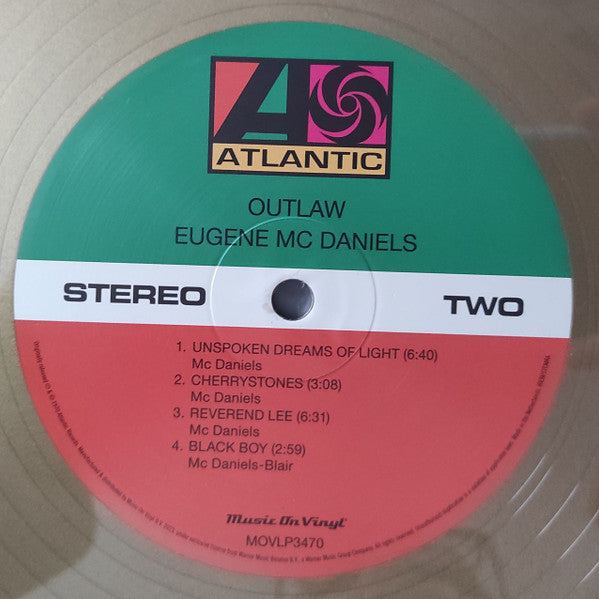 ATLANTIC
OUTLAW
EUGENE MC DANIELS
STEREO
TWO
1. UNSPOKEN DREAMS OF LIGHT (6:40)
Mc Daniels
2. CHERRYSTONES (3:08)
Mc Daniels
3. REVEREND LEE (6:31)
Mc Daniels
4. BLACK BOY (2:59)
Mc Daniels-Blair
Music On Vinyl
MOVLP3470